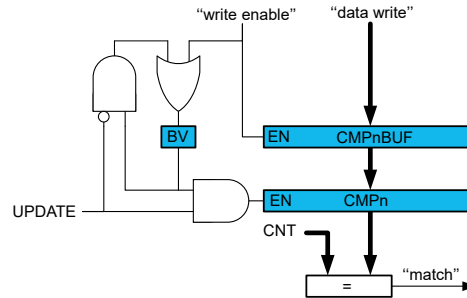 “write enable” “data write”
BV EN CMPnBUF
EN CMPn
UPDATE
CNT
= “match”